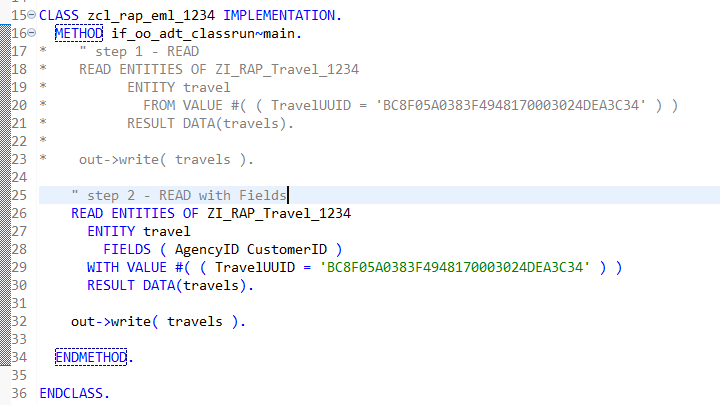 15 CLASS zcl_rap_eml_1234 IMPLEMENTATION.
16   METHOD if_oo_adt_classrun~main.
17 *    " step 1 - READ
18 *    READ ENTITIES OF ZI_RAP_Travel_1234
19 *          ENTITY travel
20 *            FROM VALUE #( ( TravelUUID = 'BC8F05A0383F4948170003024DEA3C34' ) )
21 *          RESULT DATA(travels).
22 *
23 *    out->write( travels ).
24
25     " step 2 - READ with Fields
26     READ ENTITIES OF ZI_RAP_Travel_1234
27       ENTITY travel
28         FIELDS ( AgencyID CustomerID )
29       WITH VALUE #( ( TravelUUID = 'BC8F05A0383F4948170003024DEA3C34' ) )
30       RESULT DATA(travels).
31
32     out->write( travels ).
33
34   ENDMETHOD.
35
36 ENDCLASS.